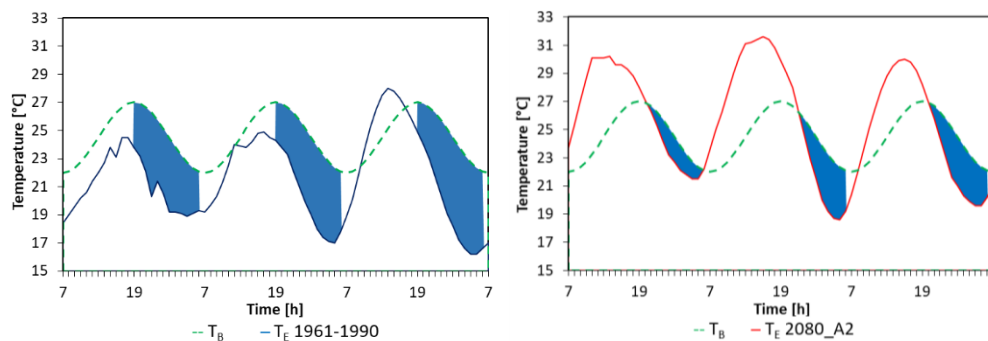 33
31
29
27
25
23
21
19
17
15
Temperature [°C]
7 19 7 19 7 19 7
Time [h]
T_B T_E 1961-1990
33
31
29
27
25
23
21
19
17
15
Temperature [°C]
7 19 7 19 7 19
Time [h]
T_B T_E 2080_A2